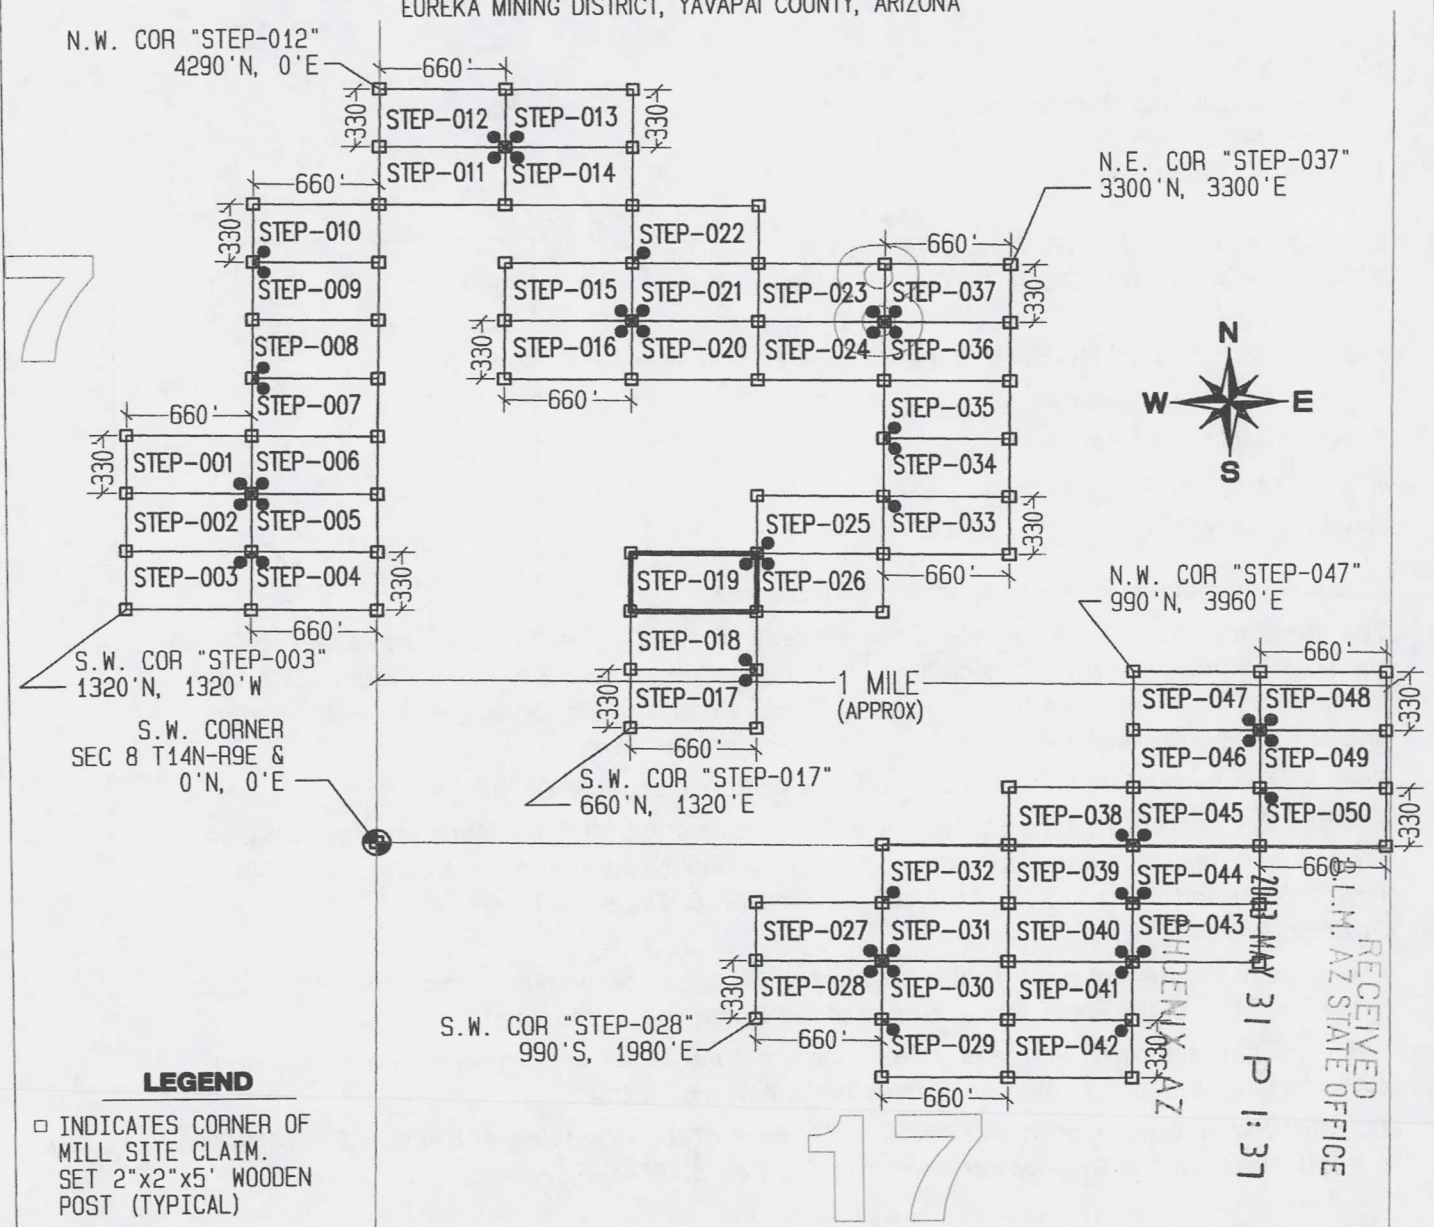 EUREKA MINING DISTRICT, YAVAPAI COUNTY, ARIZONA
N.W. COR "STEP-012"
4290'N, 0'E
660'
330'
STEP-012
STEP-013
330'
STEP-011
STEP-014
N.E. COR "STEP-037"
3300'N, 3300'E
660'
330'
STEP-010
STEP-022
660'
7
8
STEP-009
STEP-015
STEP-021
STEP-023
STEP-037
330'
STEP-008
330'
STEP-016
STEP-020
STEP-024
STEP-036
N
W
E
S
660'
STEP-007
660'
STEP-035
330'
STEP-001
STEP-006
STEP-034
STEP-002
STEP-005
STEP-025
STEP-033
330'
STEP-003
STEP-004
330'
STEP-019
STEP-026
660'
N.W. COR "STEP-047"
990'N, 3960'E
660'
STEP-018
660'
S.W. COR "STEP-003"
1320'N, 1320'W
330'
STEP-017
1 MILE
(APPROX)
STEP-047
STEP-048
330'
S.W. CORNER
SEC 8 T14N-R9E &
0'N, 0'E
660'
S.W. COR "STEP-017"
660'N, 1320'E
STEP-046
STEP-049
STEP-038
STEP-045
STEP-050
330'
660'
STEP-032
STEP-039
STEP-044
STEP-027
STEP-031
STEP-040
STEP-043
330'
STEP-028
STEP-030
STEP-041
S.W. COR "STEP-028"
990'S, 1980'E
660'
STEP-029
STEP-042
330'
660'
17
RECEIVED
B.L.M. AZ STATE OFFICE
MAY 31 P 1:31
PHOENIX AZ
LEGEND
□ INDICATES CORNER OF
MILL SITE CLAIM.
SET 2"x2"x5' WOODEN
POST (TYPICAL)